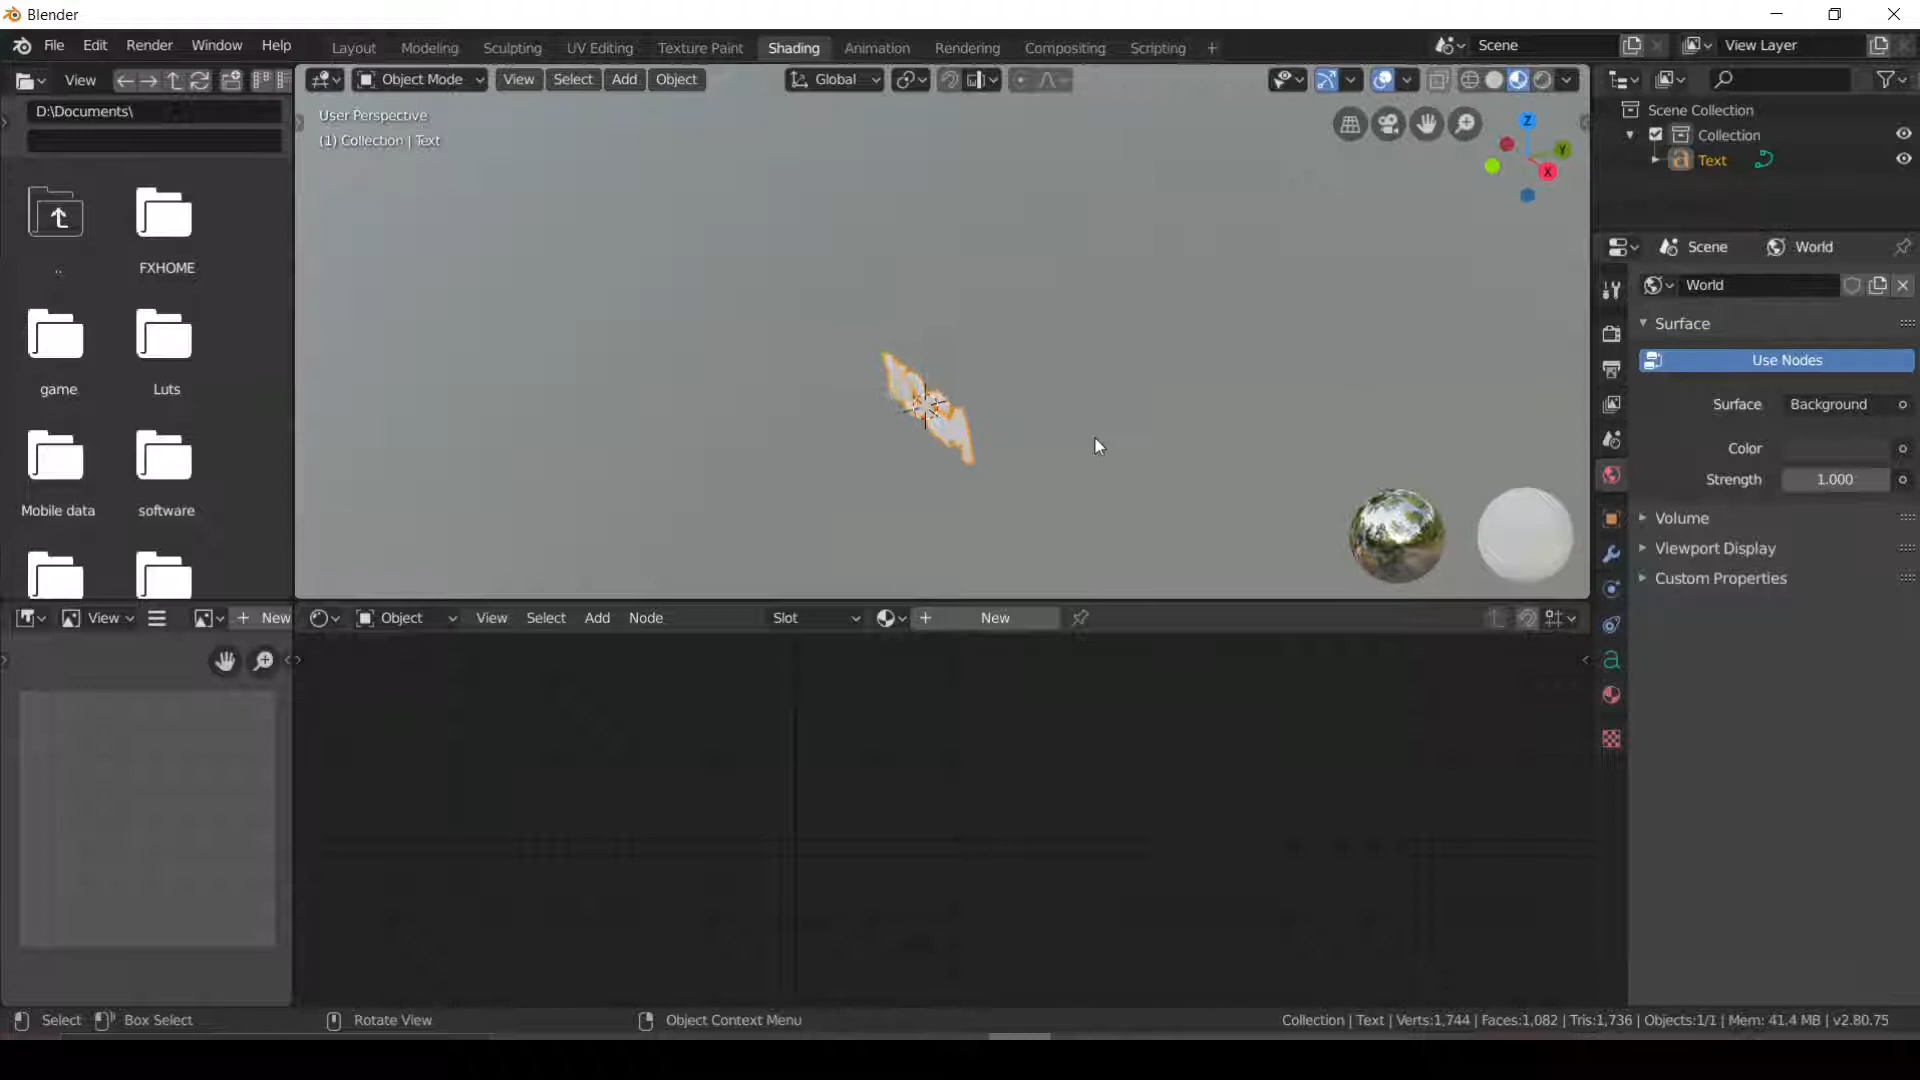 Blender
File Edit Render Window Help Layout Modeling Sculpting UV Editing Texture Paint Shading Animation Rendering Compositing Scripting + Scene View Layer
View Object Mode View Select Add Object Global
D:\Documents\
User Perspective
(1) Collection | Text
Z
Y
X
Scene Collection
Collection
Text
..
FXHOME
game
Luts
Mobile data
software
Scene World
World
Surface
Use Nodes
Surface Background
Color
Strength 1.000
Volume
Viewport Display
Custom Properties
View + New
Object View Select Add Node Slot + New
Select Box Select Rotate View Object Context Menu
Collection | Text | Verts:1,744 | Faces:1,082 | Tris:1,736 | Objects:1/1 | Mem: 41.4 MB | v2.80.75